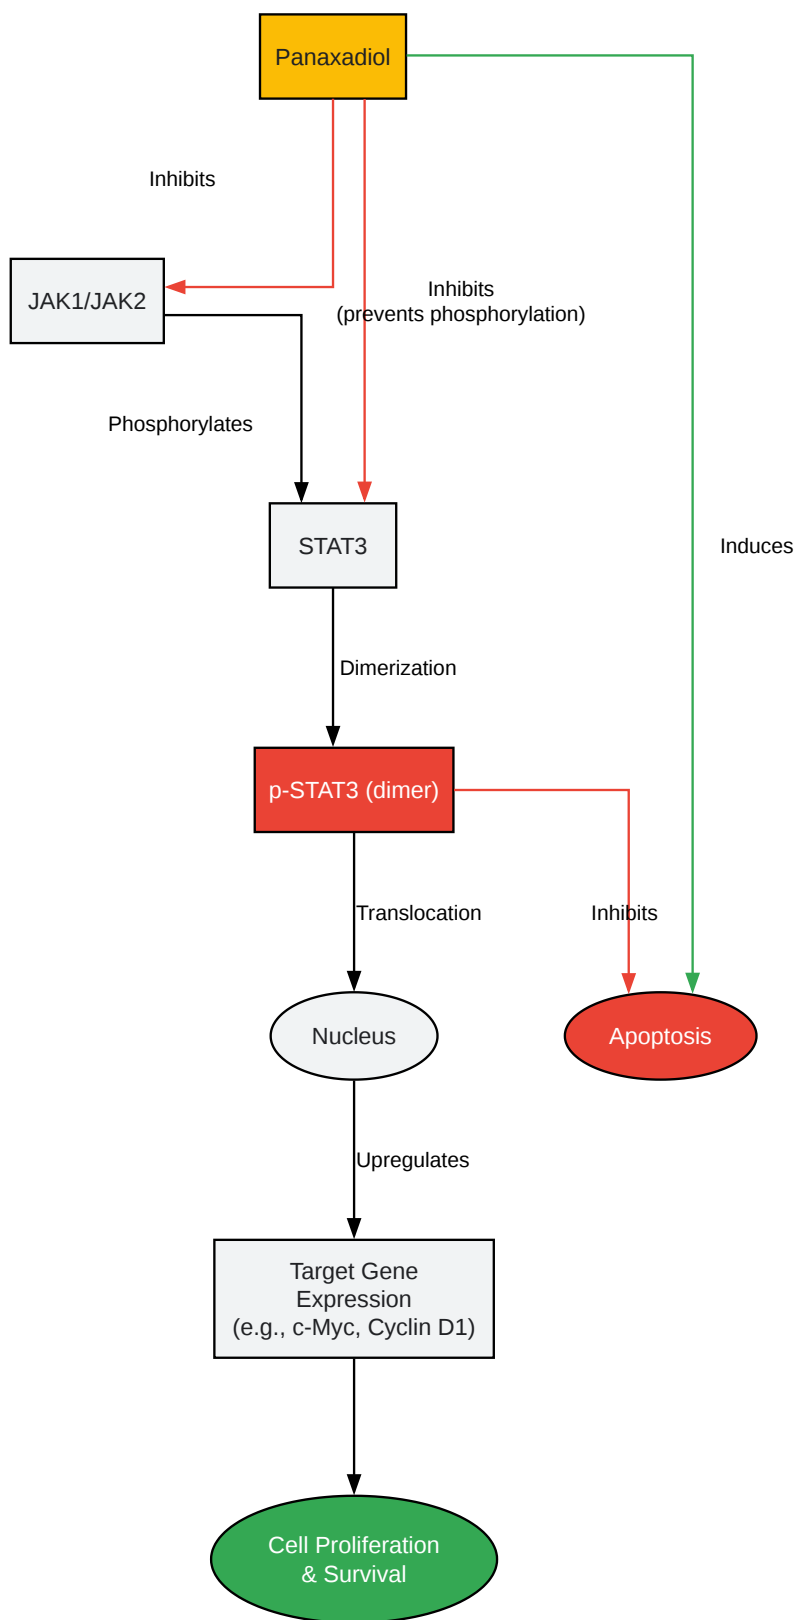 Panaxadiol
Inhibits
Inhibits
(prevents phosphorylation)
JAK1/JAK2
Phosphorylates
STAT3
Induces
Dimerization
p-STAT3 (dimer)
Translocation
Inhibits
Nucleus
Apoptosis
Upregulates
Target Gene
Expression
(e.g., c-Myc, Cyclin D1)
Cell Proliferation
& Survival